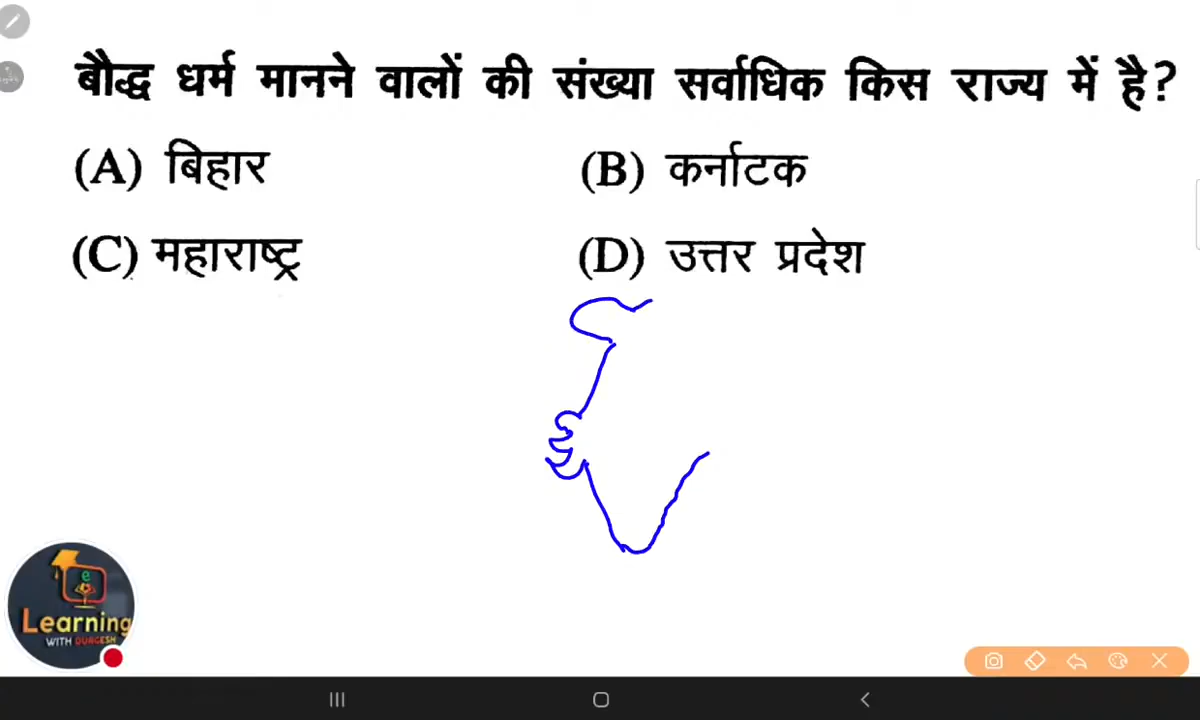 बौद्ध धर्म मानने वालों की संख्या सर्वाधिक किस राज्य में है?
(A) बिहार
(B) कर्नाटक
(C) महाराष्ट्र
(D) उत्तर प्रदेश
e
Learning
WITH DURGESH